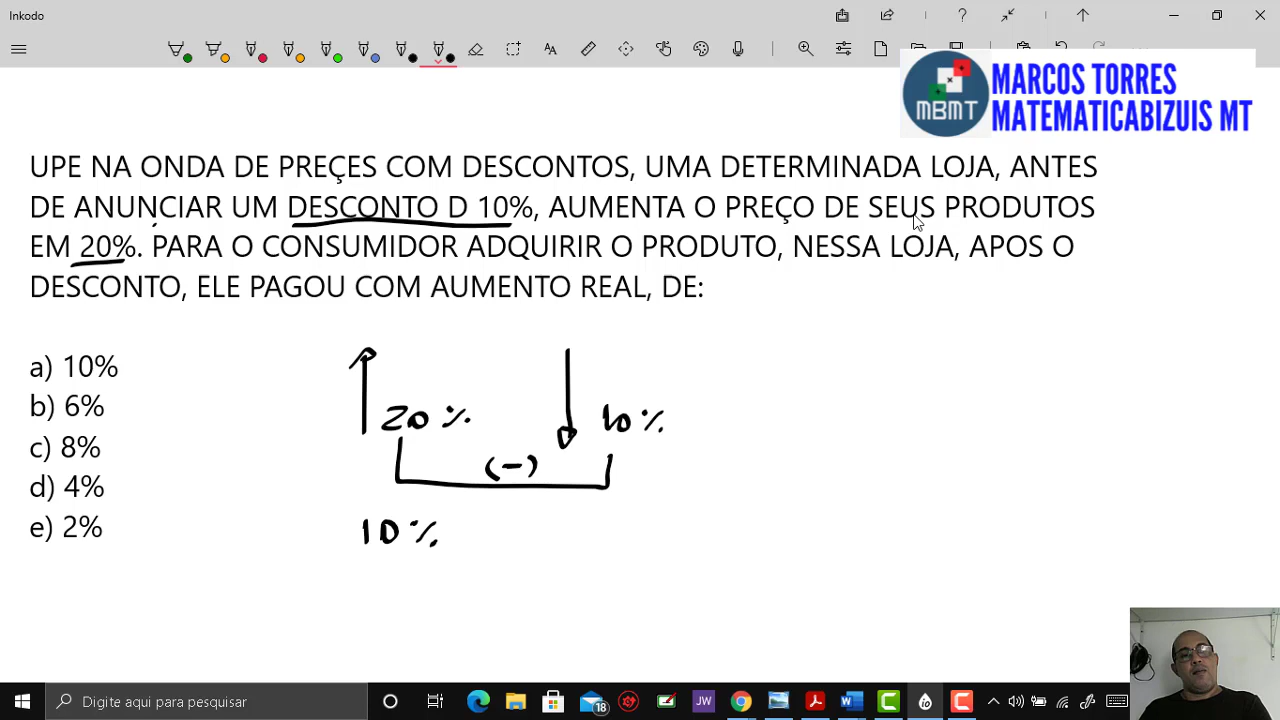 Inkodo
MARCOS TORRES
MATEMATICABIZUIS MT
MBMT
UPE NA ONDA DE PREÇES COM DESCONTOS, UMA DETERMINADA LOJA, ANTES
DE ANUNCIAR UM DESCONTO D 10%, AUMENTA O PREÇO DE SEUS PRODUTOS
EM 20%. PARA O CONSUMIDOR ADQUIRIR O PRODUTO, NESSA LOJA, APOS O
DESCONTO, ELE PAGOU COM AUMENTO REAL, DE:
a) 10%
b) 6%
c) 8%
d) 4%
e) 2%
20% 10%
(-)
10%
Digite aqui para pesquisar
18
JW